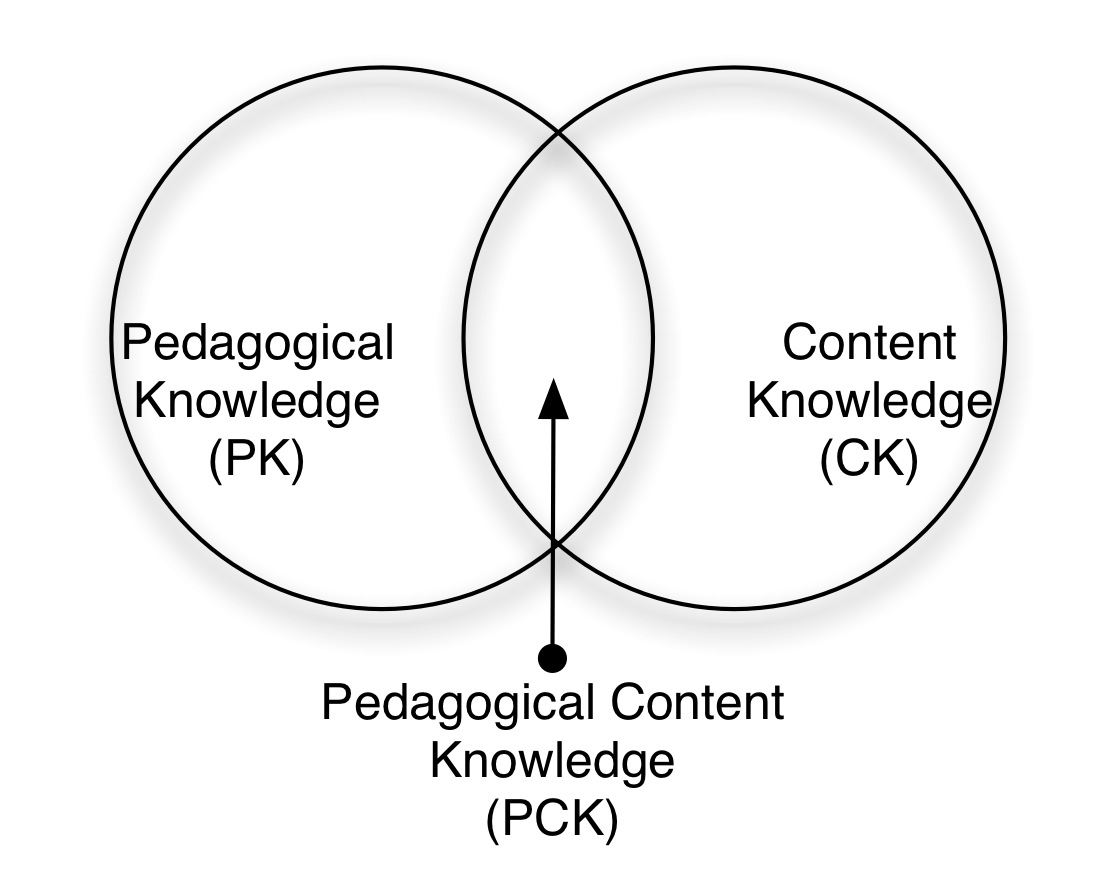 Pedagogical
Knowledge
(PK)
Content
Knowledge
(CK)
Pedagogical Content
Knowledge
(PCK)